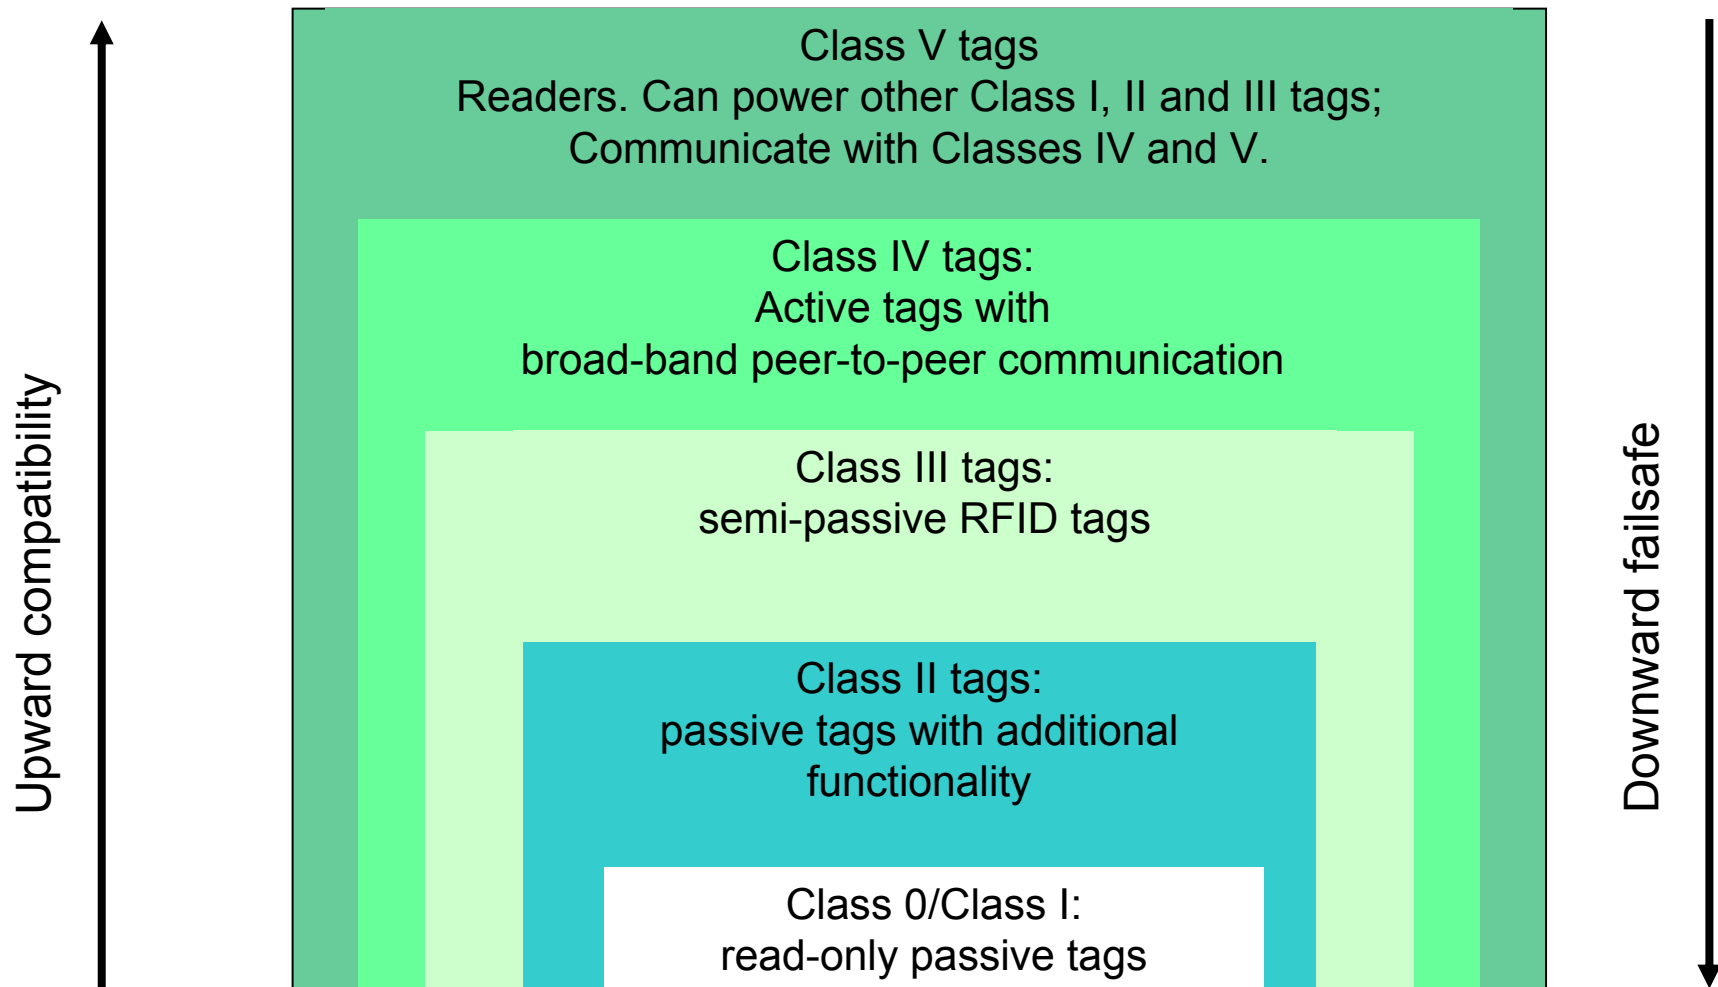 Class V tags
Readers. Can power other Class I, II and III tags;
Communicate with Classes IV and V.
Class IV tags:
Active tags with
broad-band peer-to-peer communication
Class III tags:
semi-passive RFID tags
Class II tags:
passive tags with additional
functionality
Class 0/Class I:
read-only passive tags
Upward compatibility
Downward failsafe